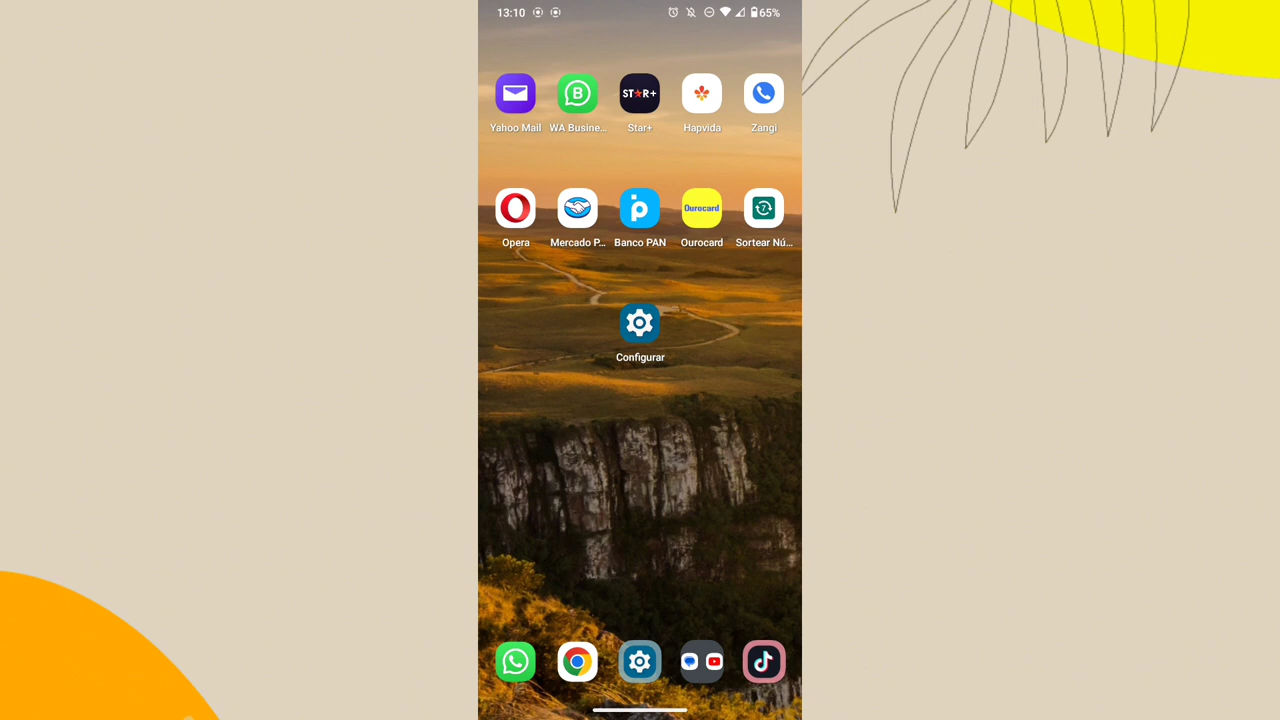 13:10
65%
B
ST★R+
Yahoo Mail
WA Busine...
Star+
Hapvida
Zangi
Ourocard
7
Opera
Mercado P...
Banco PAN
Ourocard
Sortear Nú...
Configurar